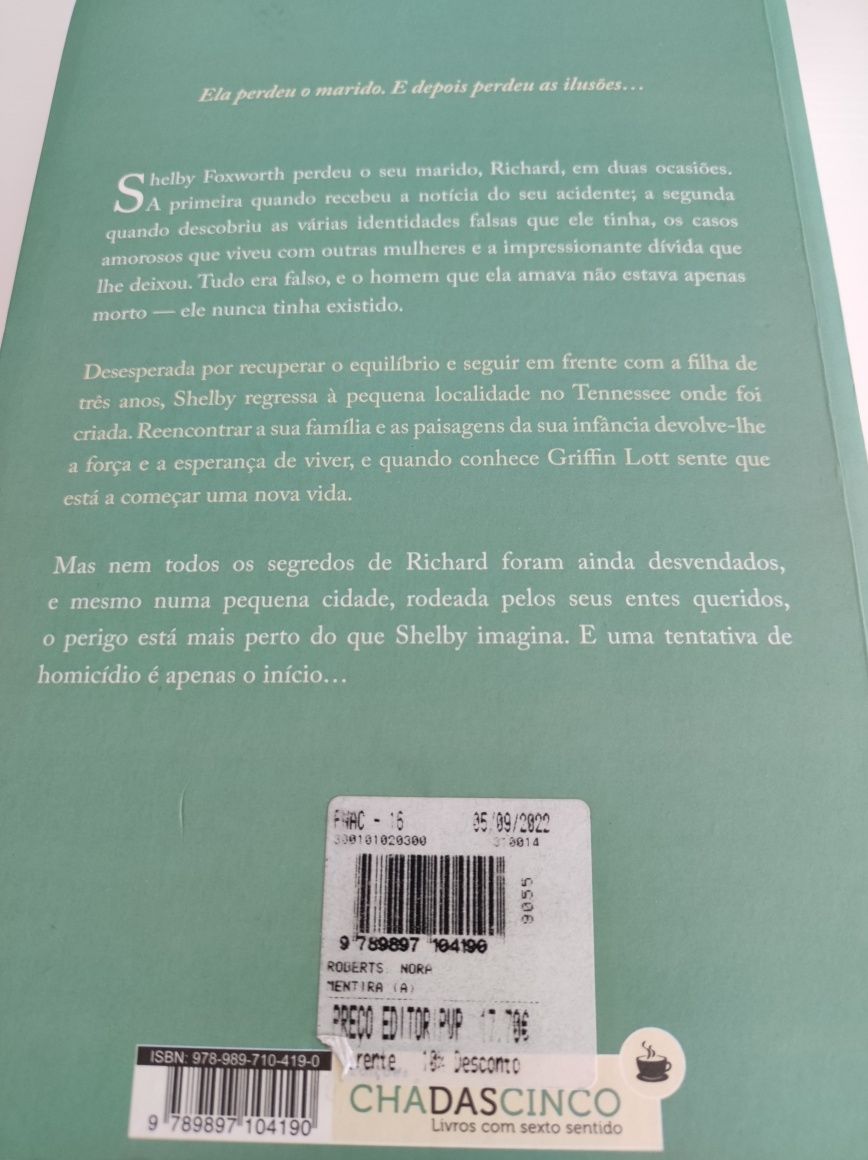 Ela perdeu o marido. E depois perdeu as ilusões…
Shelby Foxworth perdeu o seu marido, Richard, em duas ocasiões.
A primeira quando recebeu a notícia do seu acidente; a segunda
quando descobriu as várias identidades falsas que ele tinha, os casos
amorosos que viveu com outras mulheres e a impressionante dívida que
lhe deixou. Tudo era falso, e o homem que ela amava não estava apenas
morto — ele nunca tinha existido.
Desesperada por recuperar o equilíbrio e seguir em frente com a filha de
três anos, Shelby regressa à pequena localidade no Tennessee onde foi
criada. Reencontrar a sua família e as paisagens da sua infância devolve-lhe
a força e a esperança de viver, e quando conhece Griffin Lott sente que
está a começar uma nova vida.
Mas nem todos os segredos de Richard foram ainda desvendados,
e mesmo numa pequena cidade, rodeada pelos seus entes queridos,
o perigo está mais perto do que Shelby imagina. E uma tentativa de
homicídio é apenas o início…
FNAC - 16 05/09/2022
300101020300 0014
9055
9 789897 104190
ROBERTS, NORA
MENTIRA (A)
PREÇO EDITOR/PVP 17.70€
10% Desconto
ISBN: 978-989-710-419-0
9 789897 104190
CHADASCINCO
Livros com sexto sentido